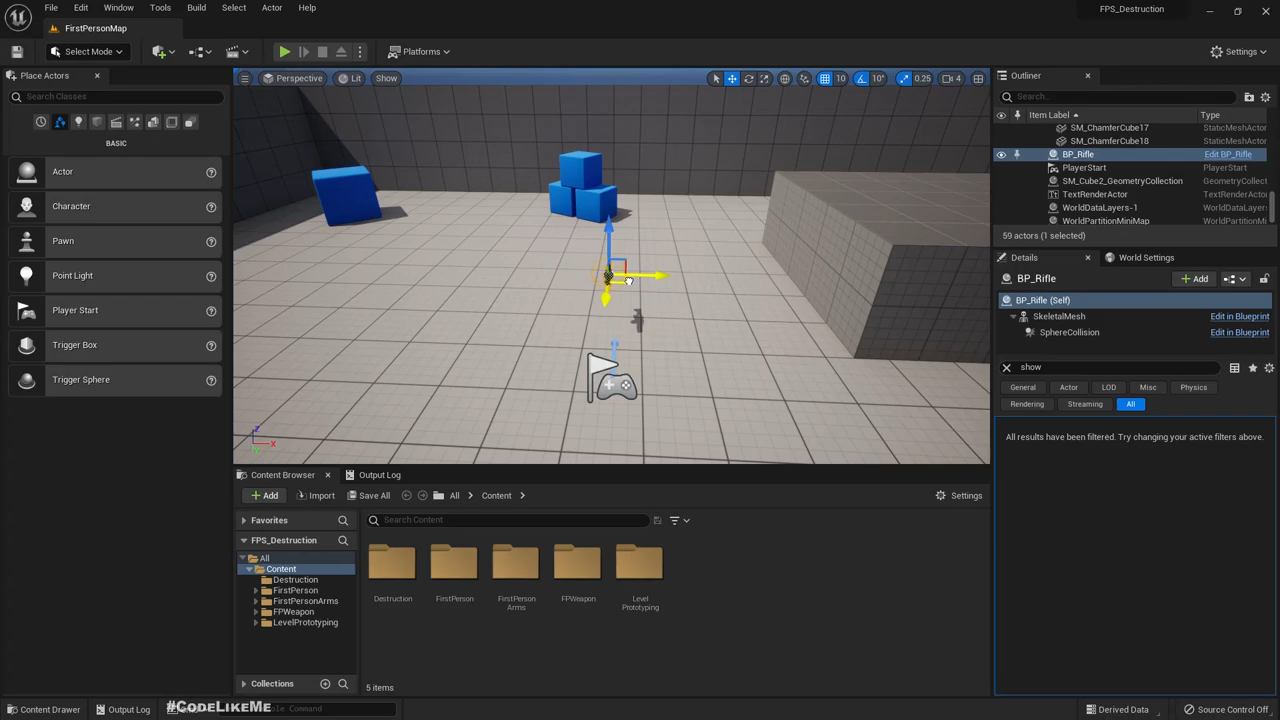 File Edit Window Tools Build Select Actor Help
FPS_Destruction
FirstPersonMap
Select Mode
Platforms
Settings
Place Actors
Search Classes
BASIC
Actor
Character
Pawn
Point Light
Player Start
Trigger Box
Trigger Sphere
Perspective Lit Show
10 10° 0.25 4
Z
X
Outliner
Search...
Item Label Type
SM_ChamferCube17 StaticMeshActor
SM_ChamferCube18 StaticMeshActor
BP_Rifle Edit BP_Rifle
PlayerStart PlayerStart
SM_Cube2_GeometryCollection GeometryCollection
TextRenderActor TextRenderActor
WorldDataLayers-1 WorldDataLayer
WorldPartitionMiniMap WorldPartition
59 actors (1 selected)
Details World Settings
BP_Rifle
Add
BP_Rifle (Self)
SkeletalMesh Edit in Blueprint
SphereCollision Edit in Blueprint
show
General Actor LOD Misc Physics
Rendering Streaming All
All results have been filtered. Try changing your active filters above.
Content Browser Output Log
Add Import Save All All Content Settings
Favorites
Search Content
FPS_Destruction
All
Content
Destruction
FirstPerson
FirstPersonArms
FPWeapon
LevelPrototyping
Destruction FirstPerson FirstPerson
Arms FPWeapon Level
Prototyping
Collections
5 items
Content Drawer Output Log #CodeLikeMe Console Command
Derived Data Source Control Off